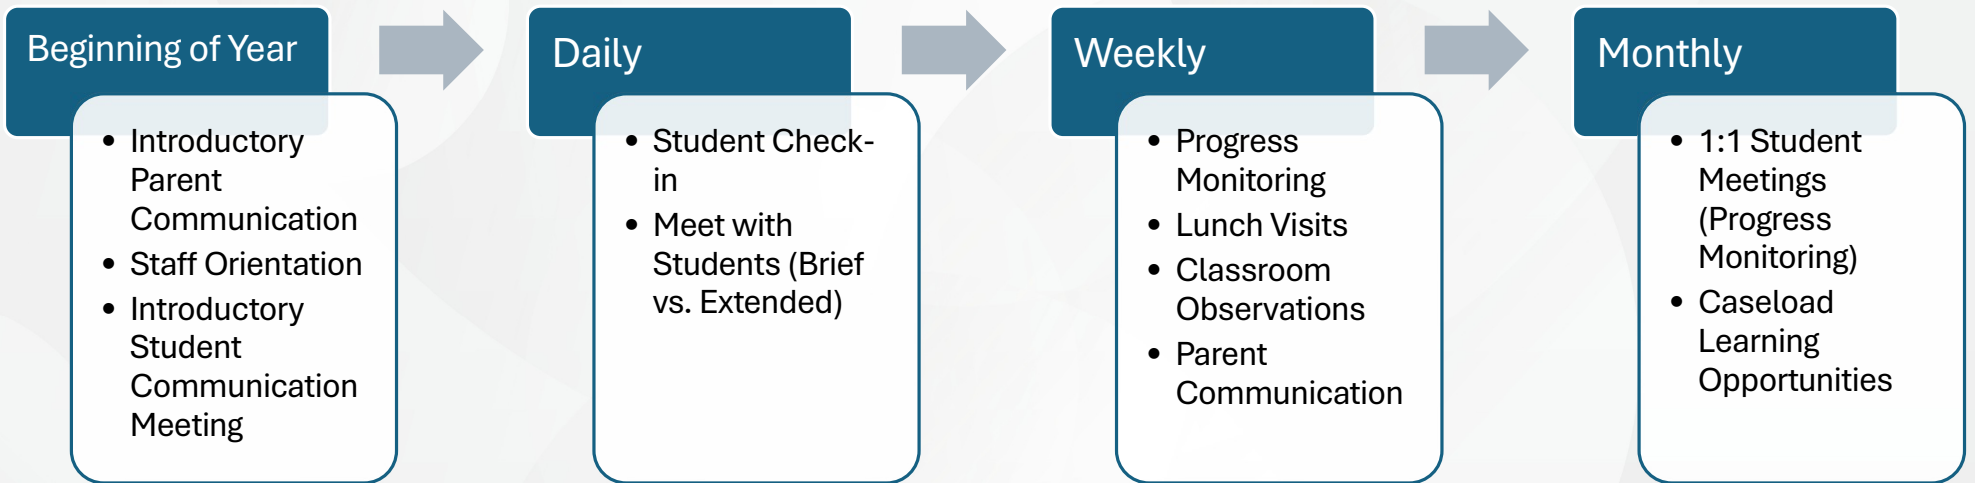 Beginning of Year
• Introductory
Parent
Communication
• Staff Orientation
• Introductory
Student
Communication
Meeting
Daily
• Student Check-
in
• Meet with
Students (Brief
vs. Extended)
Weekly
• Progress
Monitoring
• Lunch Visits
• Classroom
Observations
• Parent
Communication
Monthly
• 1:1 Student
Meetings
(Progress
Monitoring)
• Caseload
Learning
Opportunities